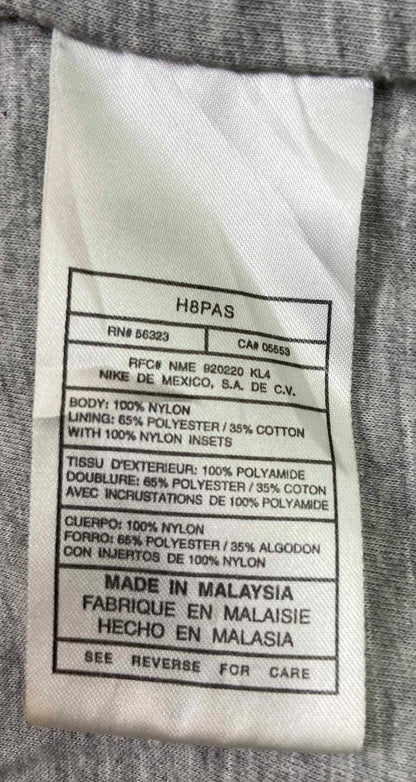 H8PAS
RN# 56323 CA# 05553
RFC# NME 920220 KL4
NIKE DE MEXICO, S.A. DE C.V.
BODY: 100% NYLON
LINING: 65% POLYESTER / 35% COTTON
WITH 100% NYLON INSETS
TISSU D'EXTERIEUR: 100% POLYAMIDE
DOUBLURE: 65% POLYESTER / 35% COTON
AVEC INCRUSTATIONS DE 100% POLYAMIDE
CUERPO: 100% NYLON
FORRO: 65% POLYESTER / 35% ALGODON
CON INJERTOS DE 100% NYLON
MADE IN MALAYSIA
FABRIQUE EN MALAISIE
HECHO EN MALASIA
SEE REVERSE FOR CARE